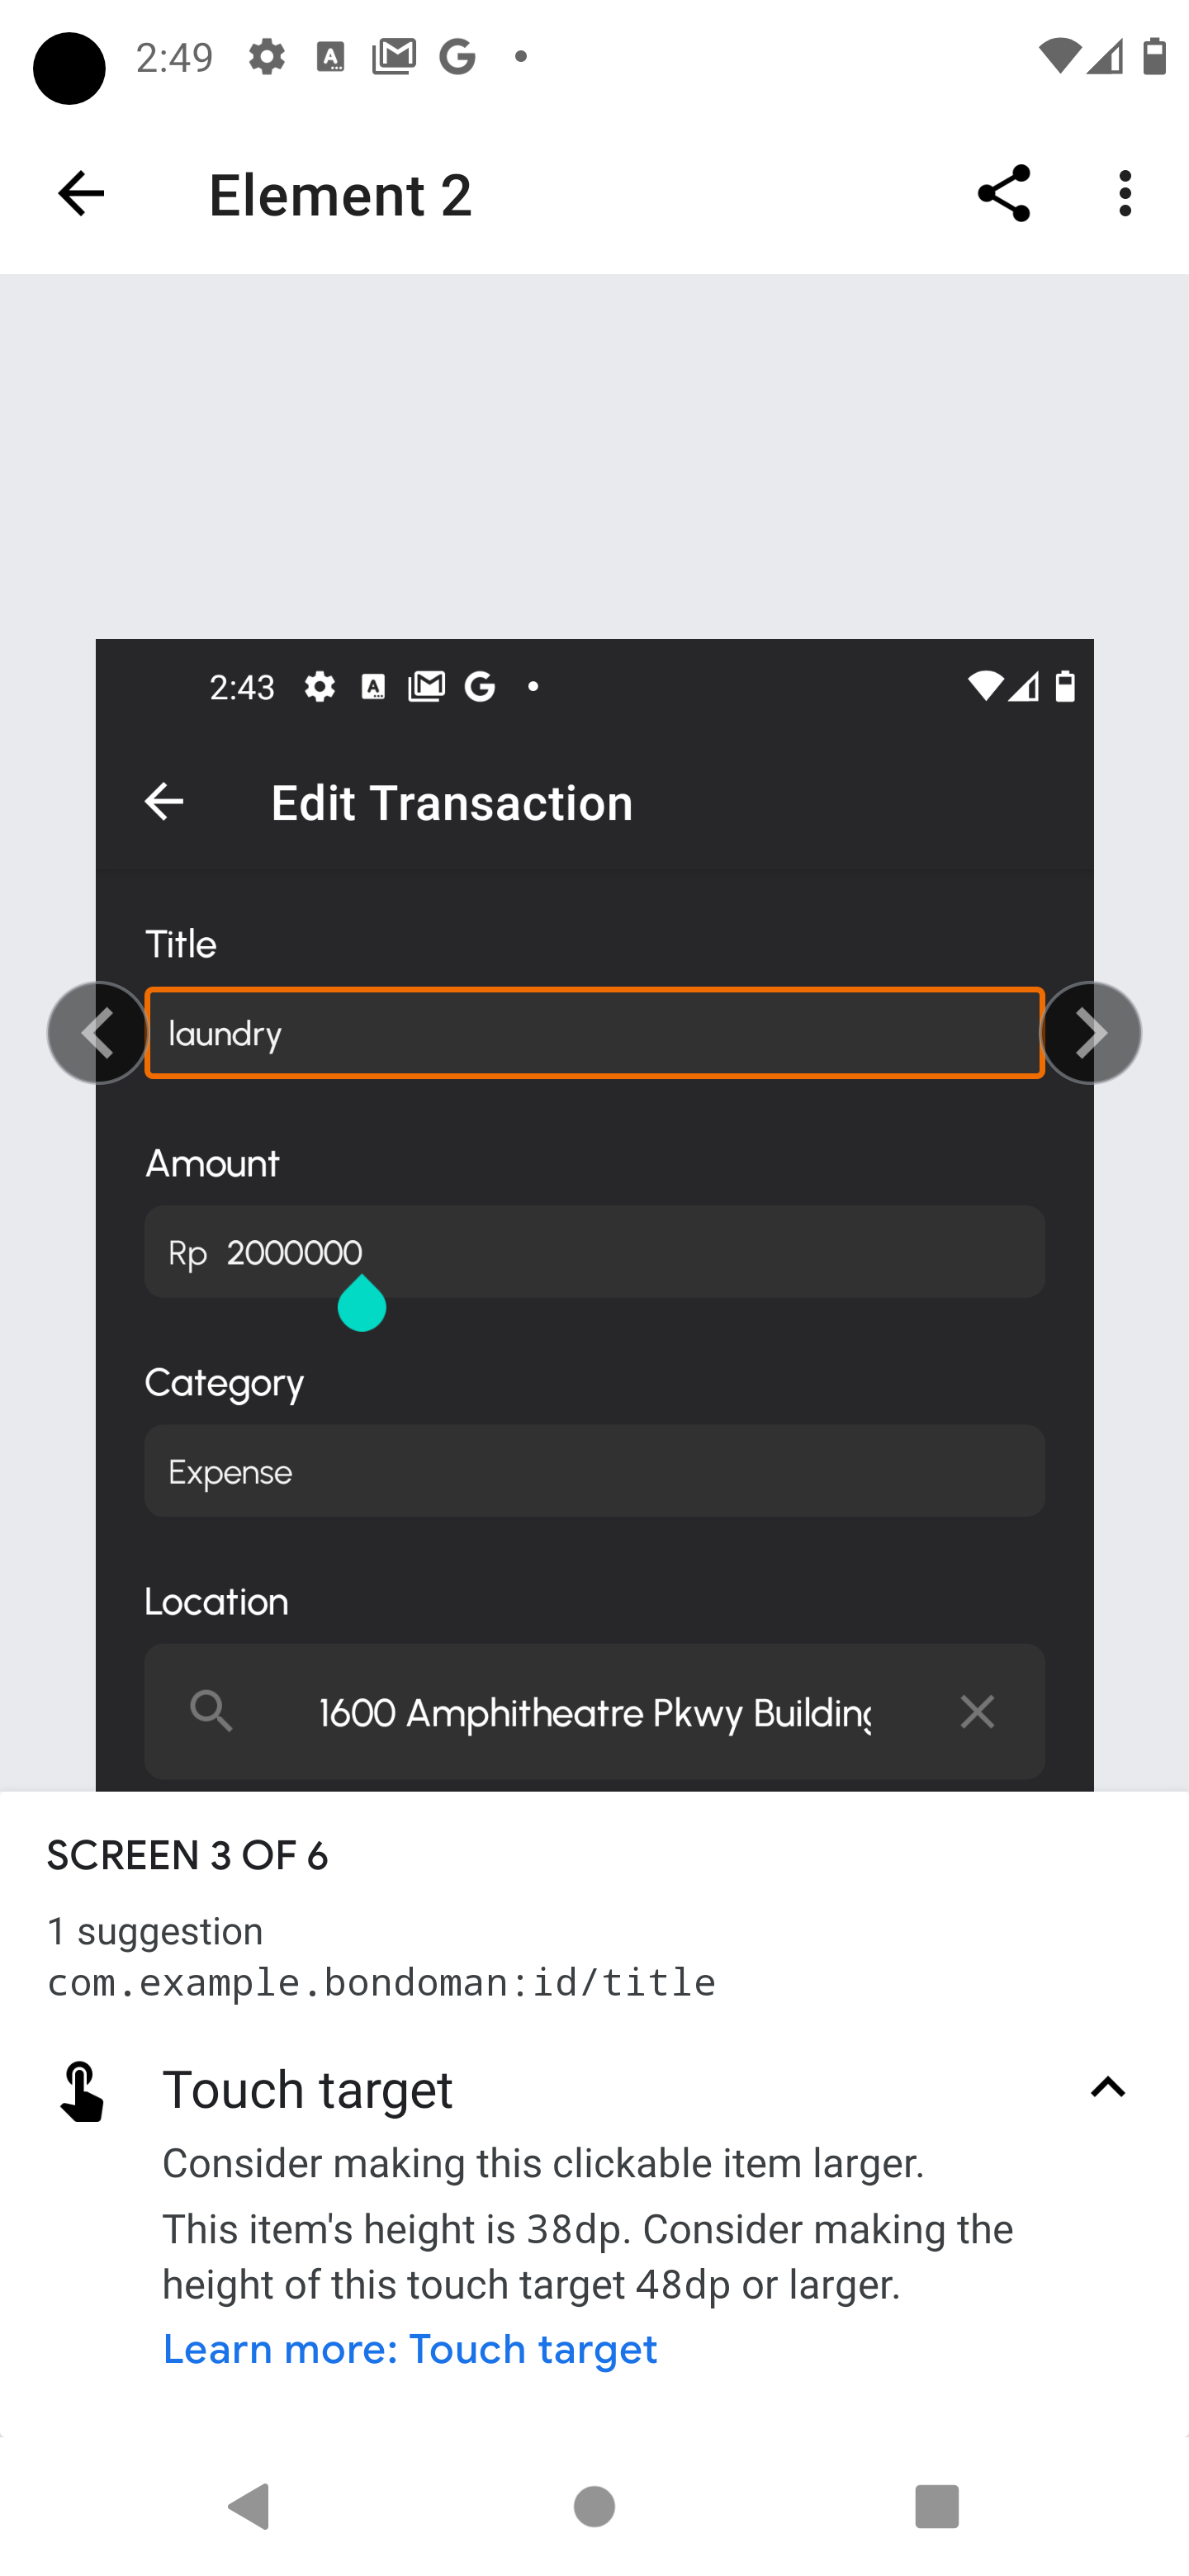 2:49
Element 2
2:43
Edit Transaction
Title
laundry
Amount
Rp 2000000
Category
Expense
Location
1600 Amphitheatre Pkwy Building
SCREEN 3 OF 6
1 suggestion
com.example.bondoman:id/title
Touch target
Consider making this clickable item larger.
This item's height is 38dp. Consider making the
height of this touch target 48dp or larger.
Learn more: Touch target